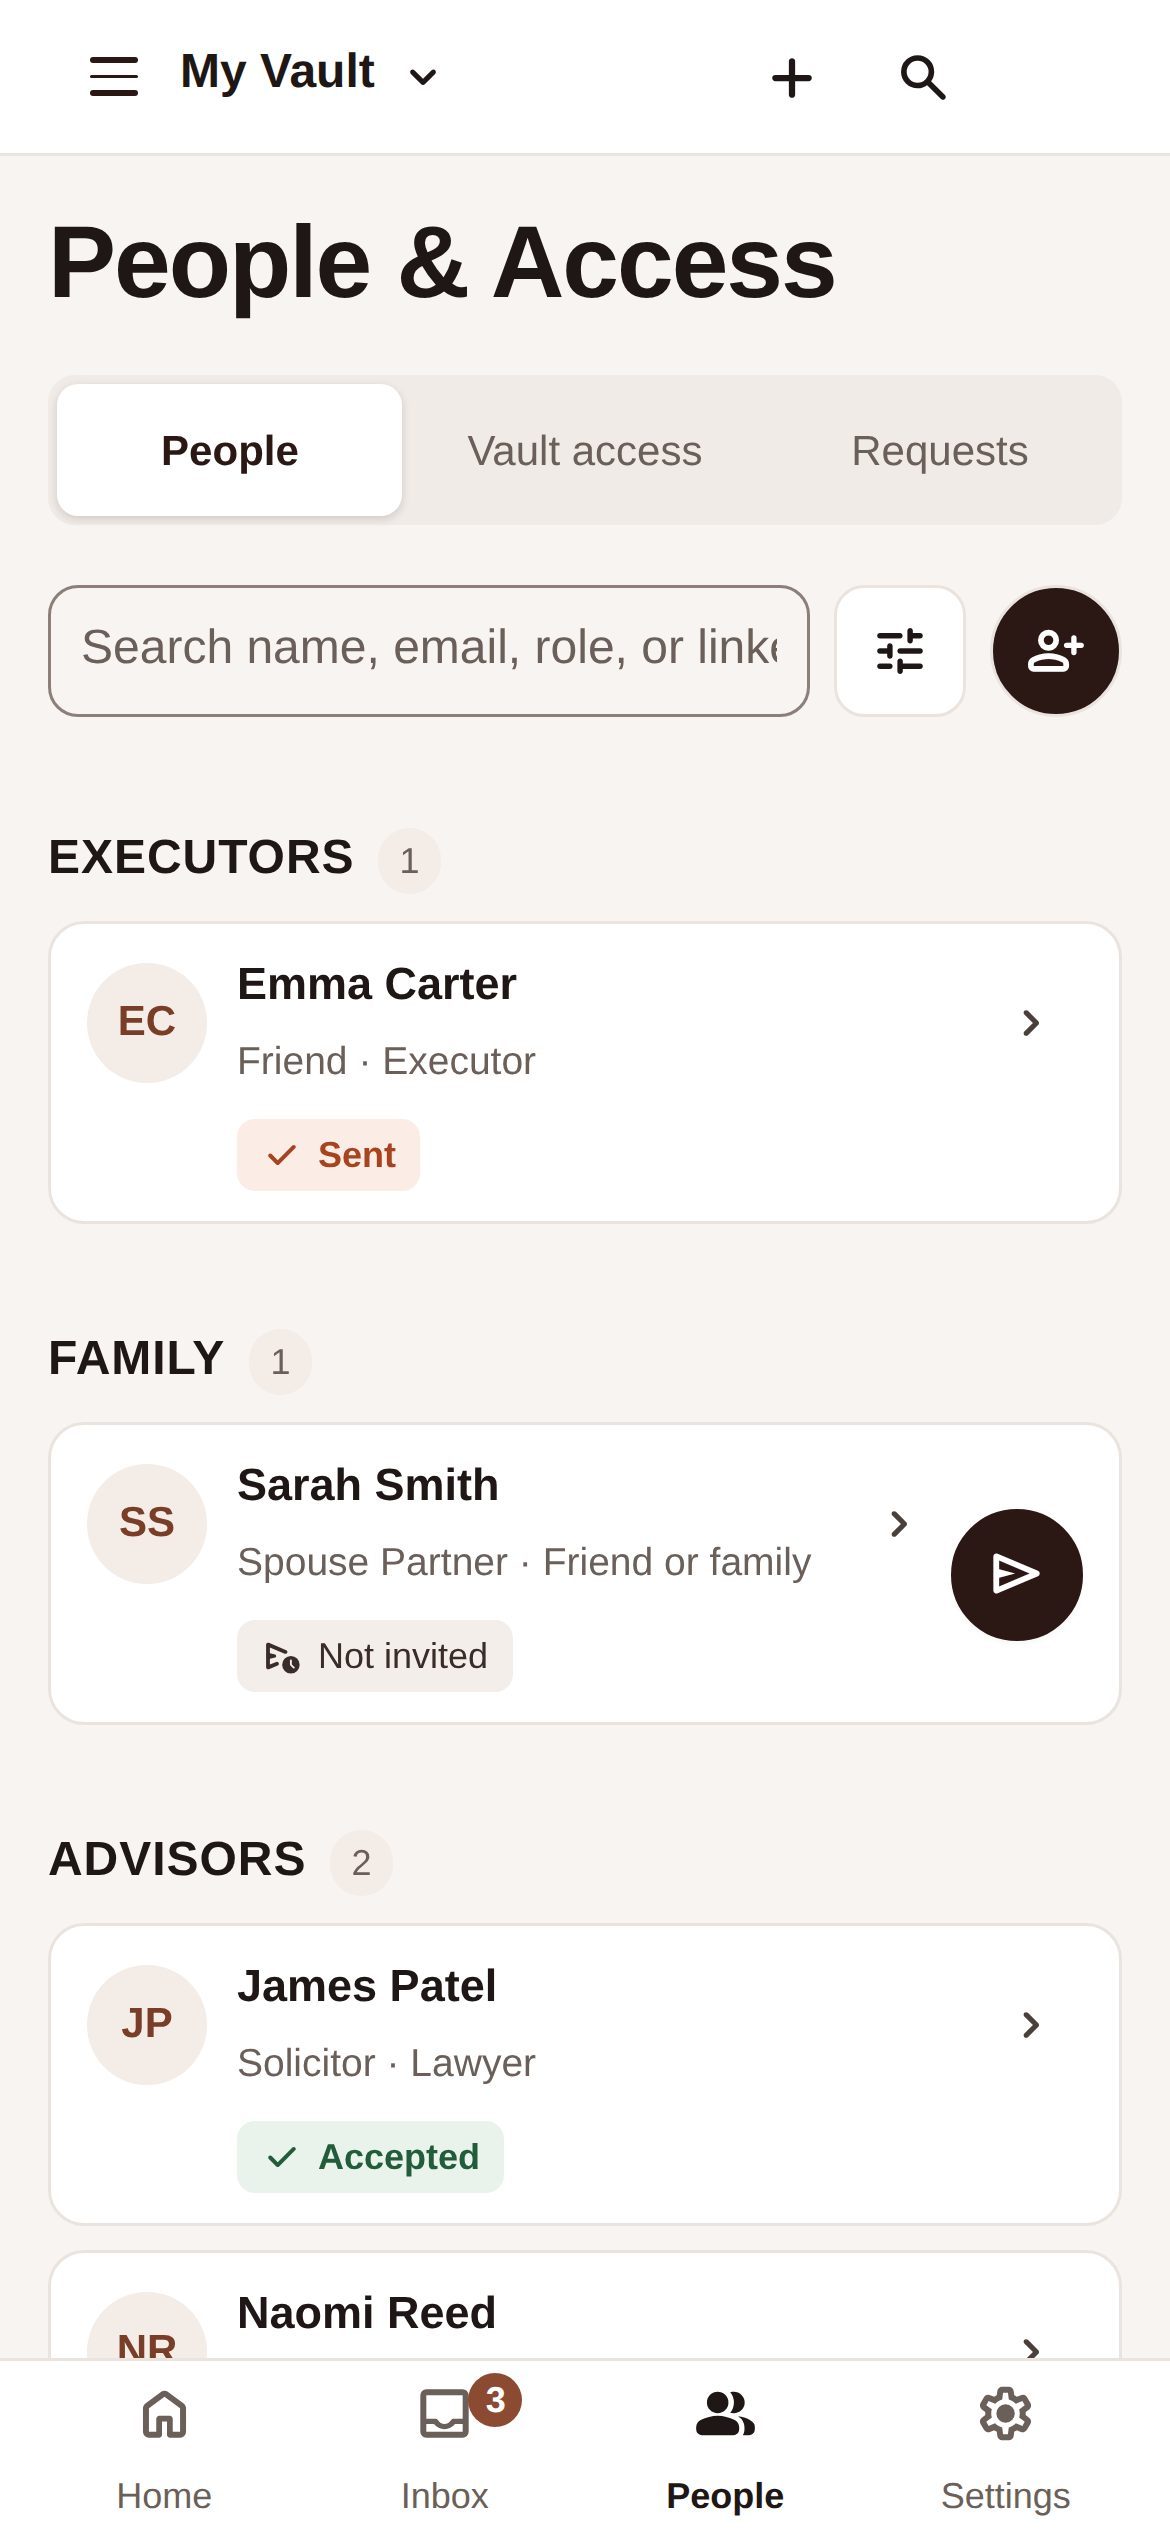 My Vault
People & Access
People
Vault access
Requests
Search name, email, role, or linke
EXECUTORS 1
EC
Emma Carter
Friend · Executor
Sent
FAMILY 1
SS
Sarah Smith
Spouse Partner · Friend or family
Not invited
ADVISORS 2
JP
James Patel
Solicitor · Lawyer
Accepted
NR
Naomi Reed
3
Home
Inbox
People
Settings